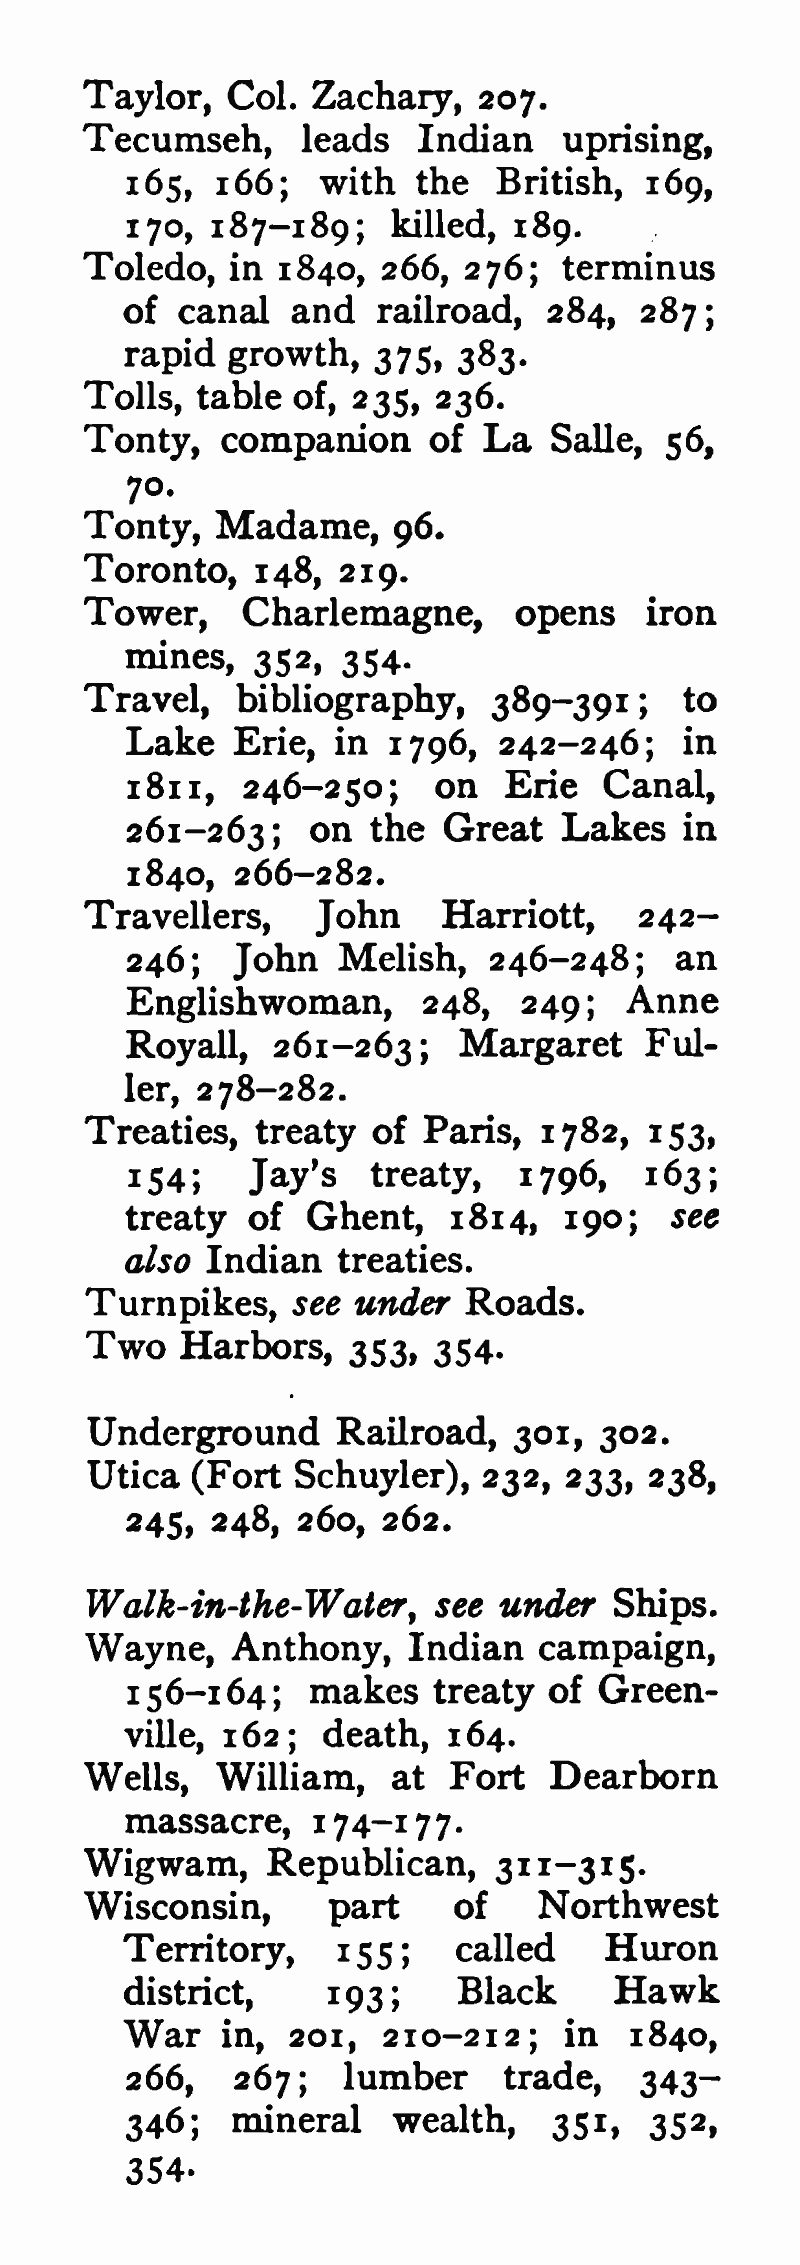 Taylor, Col. Zachary, 207.
Tecumseh, leads Indian uprising,
165, 166; with the British, 169,
170, 187–189; killed, 189.
Toledo, in 1840, 266, 276; terminus
of canal and railroad, 284, 287;
rapid growth, 375, 383.
Tolls, table of, 235, 236.
Tonty, companion of La Salle, 56,
70.
Tonty, Madame, 96.
Toronto, 148, 219.
Tower, Charlemagne, opens iron
mines, 352, 354.
Travel, bibliography, 389–391; to
Lake Erie, in 1796, 242–246; in
1811, 246–250; on Erie Canal,
261–263; on the Great Lakes in
1840, 266–282.
Travellers, John Harriott, 242–
246; John Melish, 246–248; an
Englishwoman, 248, 249; Anne
Royall, 261–263; Margaret Ful-
ler, 278–282.
Treaties, treaty of Paris, 1782, 153,
154; Jay's treaty, 1796, 163;
treaty of Ghent, 1814, 190; see
also Indian treaties.
Turnpikes, see under Roads.
Two Harbors, 353, 354.
Underground Railroad, 301, 302.
Utica (Fort Schuyler), 232, 233, 238,
245, 248, 260, 262.
Walk-in-the-Water, see under Ships.
Wayne, Anthony, Indian campaign,
156–164; makes treaty of Green-
ville, 162; death, 164.
Wells, William, at Fort Dearborn
massacre, 174–177.
Wigwam, Republican, 311–315.
Wisconsin, part of Northwest
Territory, 155; called Huron
district, 193; Black Hawk
War in, 201, 210–212; in 1840,
266, 267; lumber trade, 343–
346; mineral wealth, 351, 352,
354.